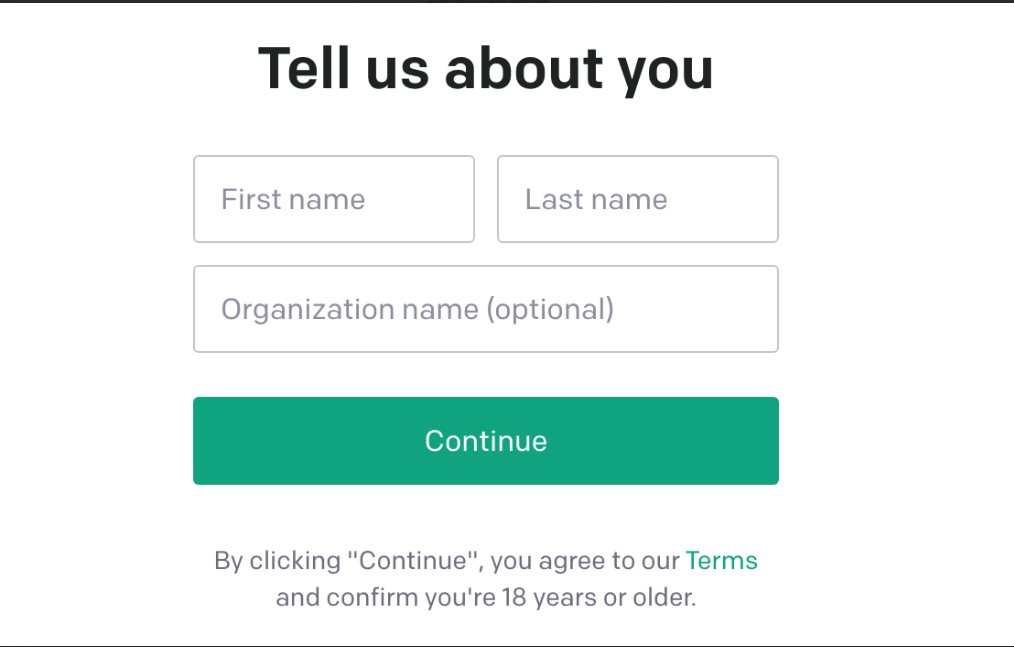 Tell us about you
First name
Last name
Organization name (optional)
Continue
By clicking "Continue", you agree to our Terms
and confirm you're 18 years or older.